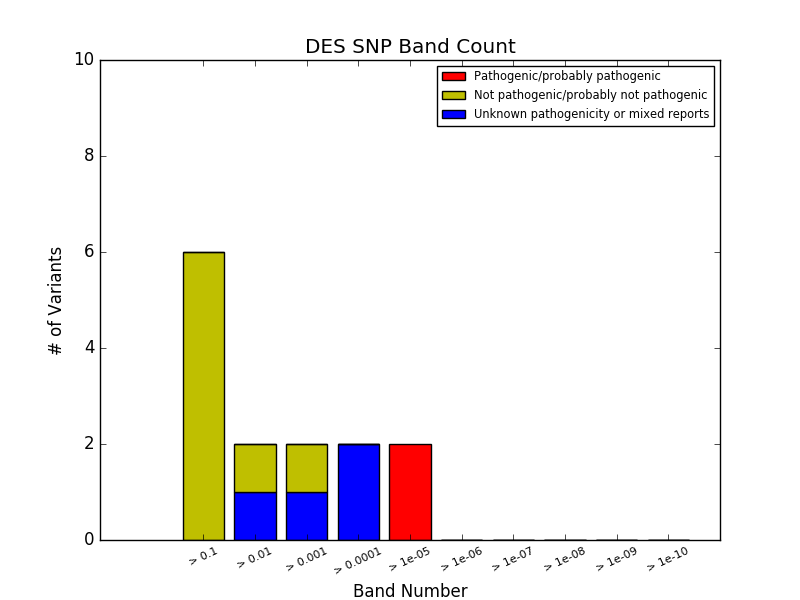 DES SNP Band Count
10
8
6
4
2
0
# of Variants
Pathogenic/probably pathogenic
Not pathogenic/probably not pathogenic
Unknown pathogenicity or mixed reports
> 0.1
> 0.01
> 0.001
> 0.0001
> 1e-05
> 1e-06
> 1e-07
> 1e-08
> 1e-09
> 1e-10
Band Number